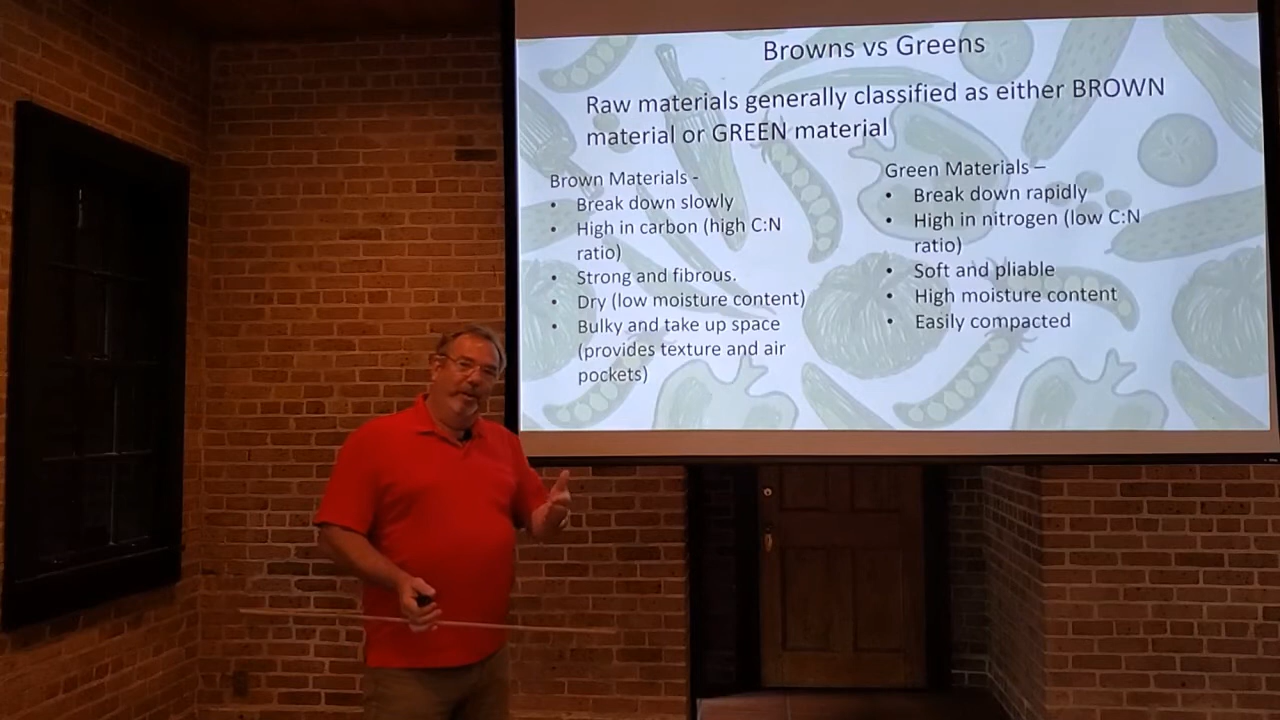 Browns vs Greens
Raw materials generally classified as either BROWN
material or GREEN material
Brown Materials -
• Break down slowly
• High in carbon (high C:N
ratio)
• Strong and fibrous.
• Dry (low moisture content)
• Bulky and take up space
(provides texture and air
pockets)
Green Materials –
• Break down rapidly
• High in nitrogen (low C:N
ratio)
• Soft and pliable
• High moisture content
• Easily compacted